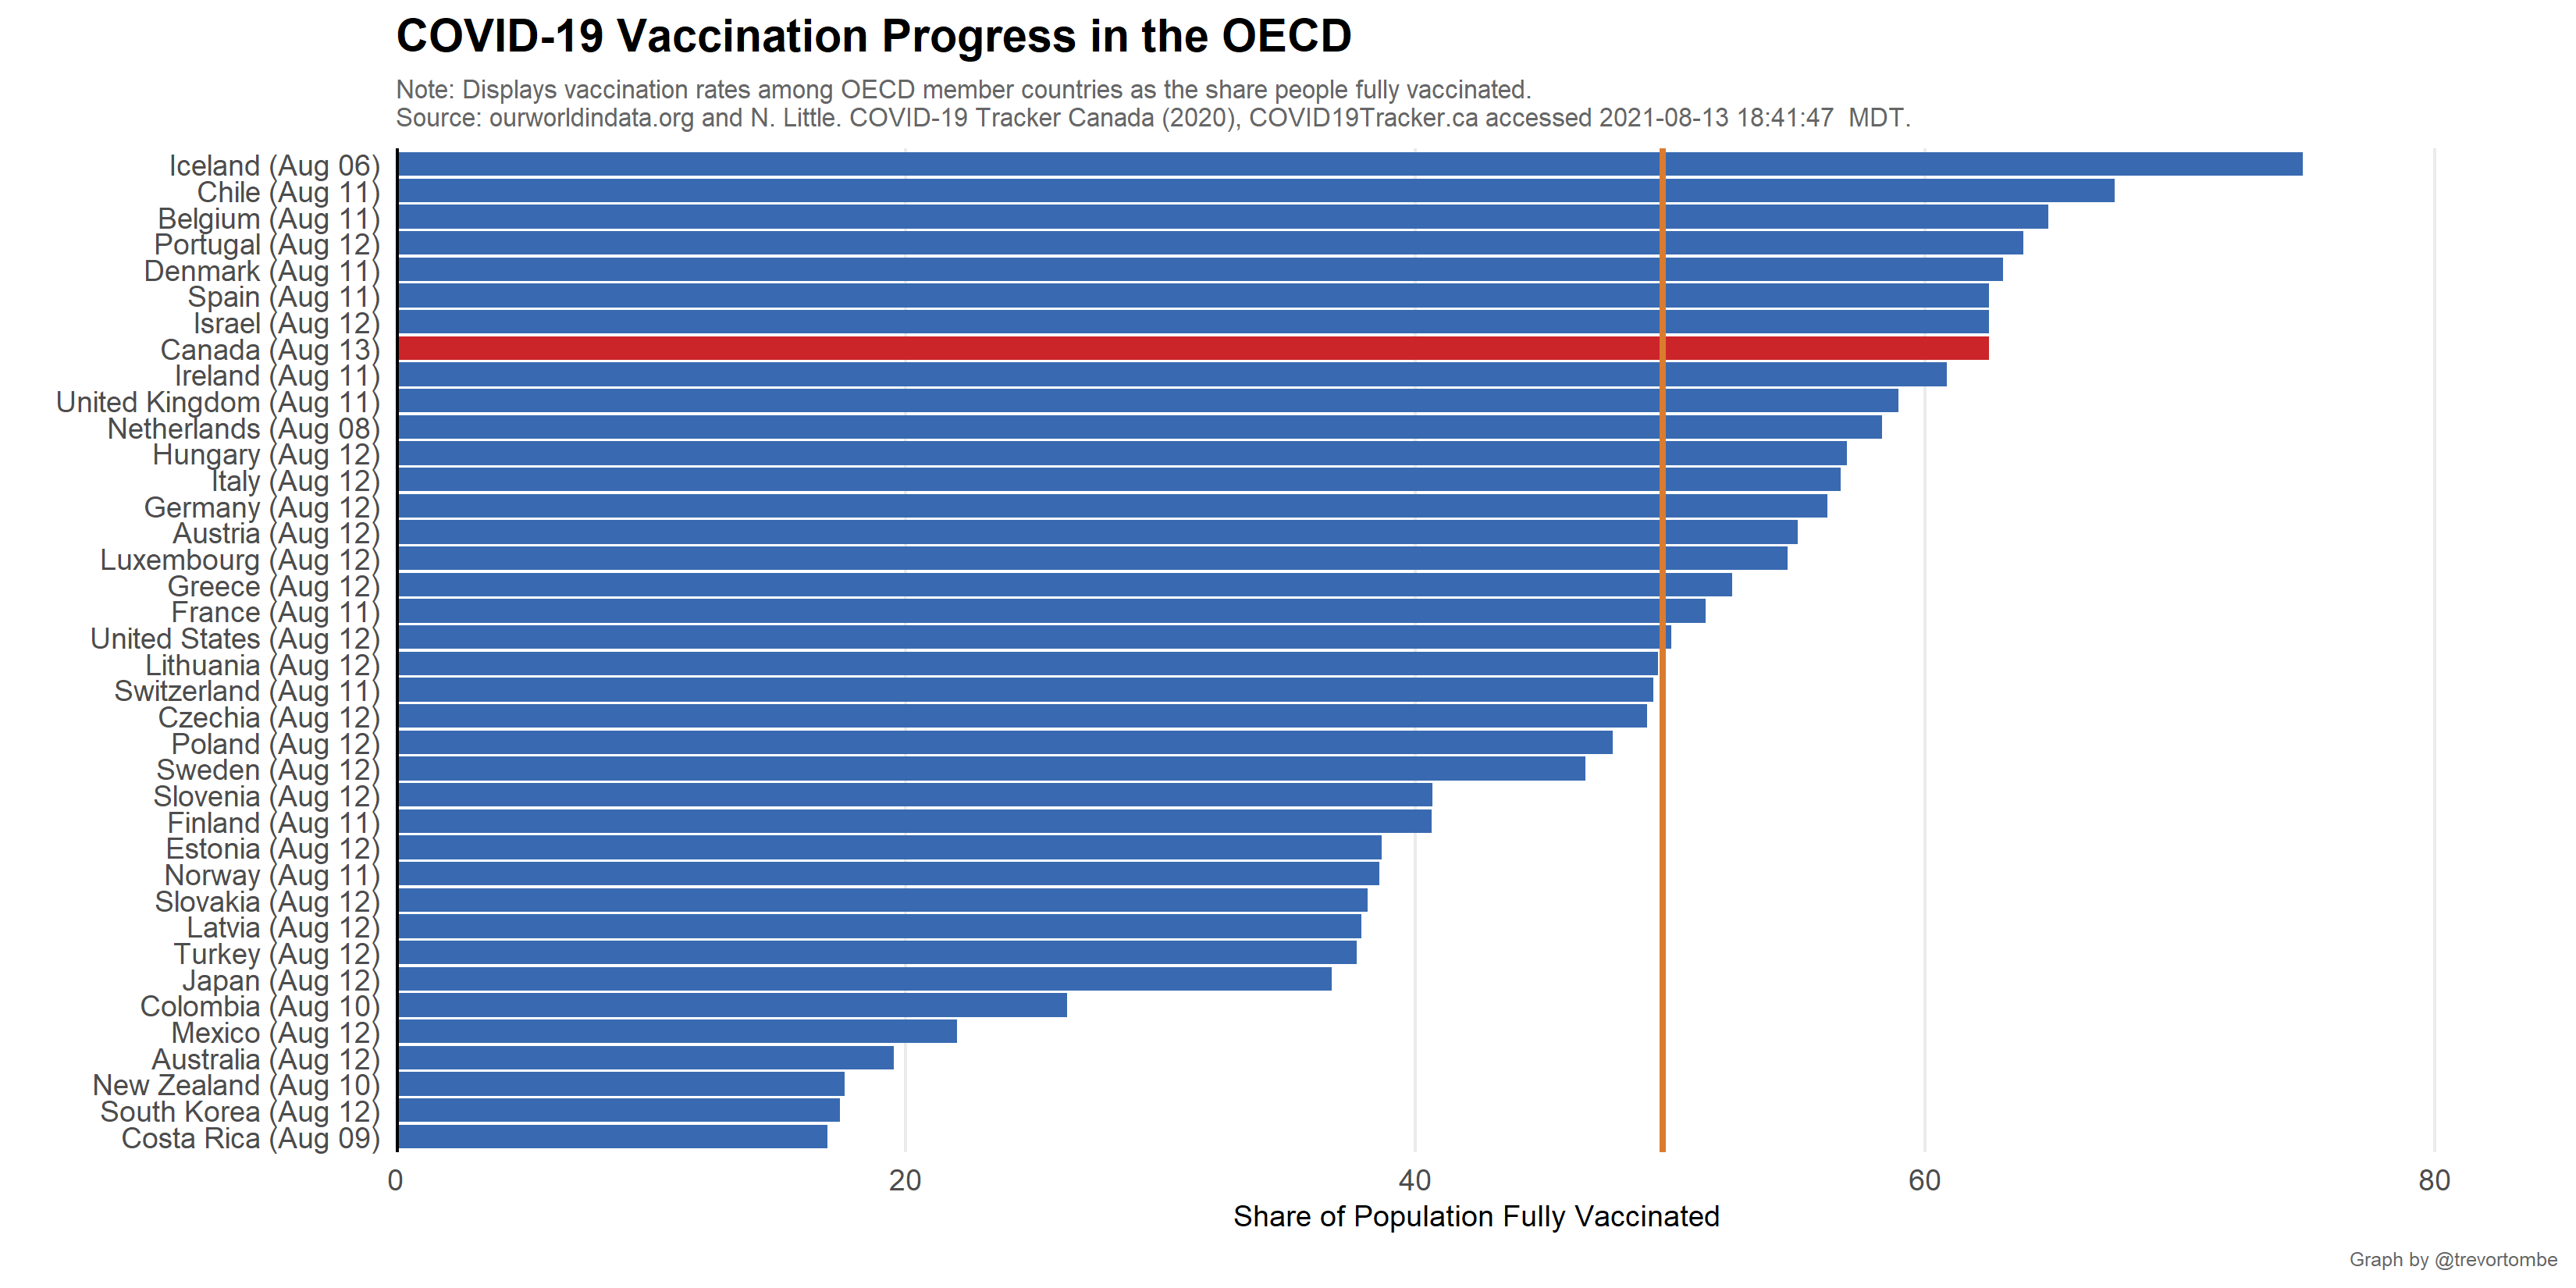 COVID-19 Vaccination Progress in the OECD
Note: Displays vaccination rates among OECD member countries as the share people fully vaccinated.
Source: ourworldindata.org and N. Little. COVID-19 Tracker Canada (2020), COVID19Tracker.ca accessed 2021-08-13 18:41:47  MDT.
Iceland (Aug 06)
Chile (Aug 11)
Belgium (Aug 11)
Portugal (Aug 12)
Denmark (Aug 11)
Spain (Aug 11)
Israel (Aug 12)
Canada (Aug 13)
Ireland (Aug 11)
United Kingdom (Aug 11)
Netherlands (Aug 08)
Hungary (Aug 12)
Italy (Aug 12)
Germany (Aug 12)
Austria (Aug 12)
Luxembourg (Aug 12)
Greece (Aug 12)
France (Aug 11)
United States (Aug 12)
Lithuania (Aug 12)
Switzerland (Aug 11)
Czechia (Aug 12)
Poland (Aug 12)
Sweden (Aug 12)
Slovenia (Aug 12)
Finland (Aug 11)
Estonia (Aug 12)
Norway (Aug 11)
Slovakia (Aug 12)
Latvia (Aug 12)
Turkey (Aug 12)
Japan (Aug 12)
Colombia (Aug 10)
Mexico (Aug 12)
Australia (Aug 12)
New Zealand (Aug 10)
South Korea (Aug 12)
Costa Rica (Aug 09)
0 20 40 60 80
Share of Population Fully Vaccinated
Graph by @trevortombe